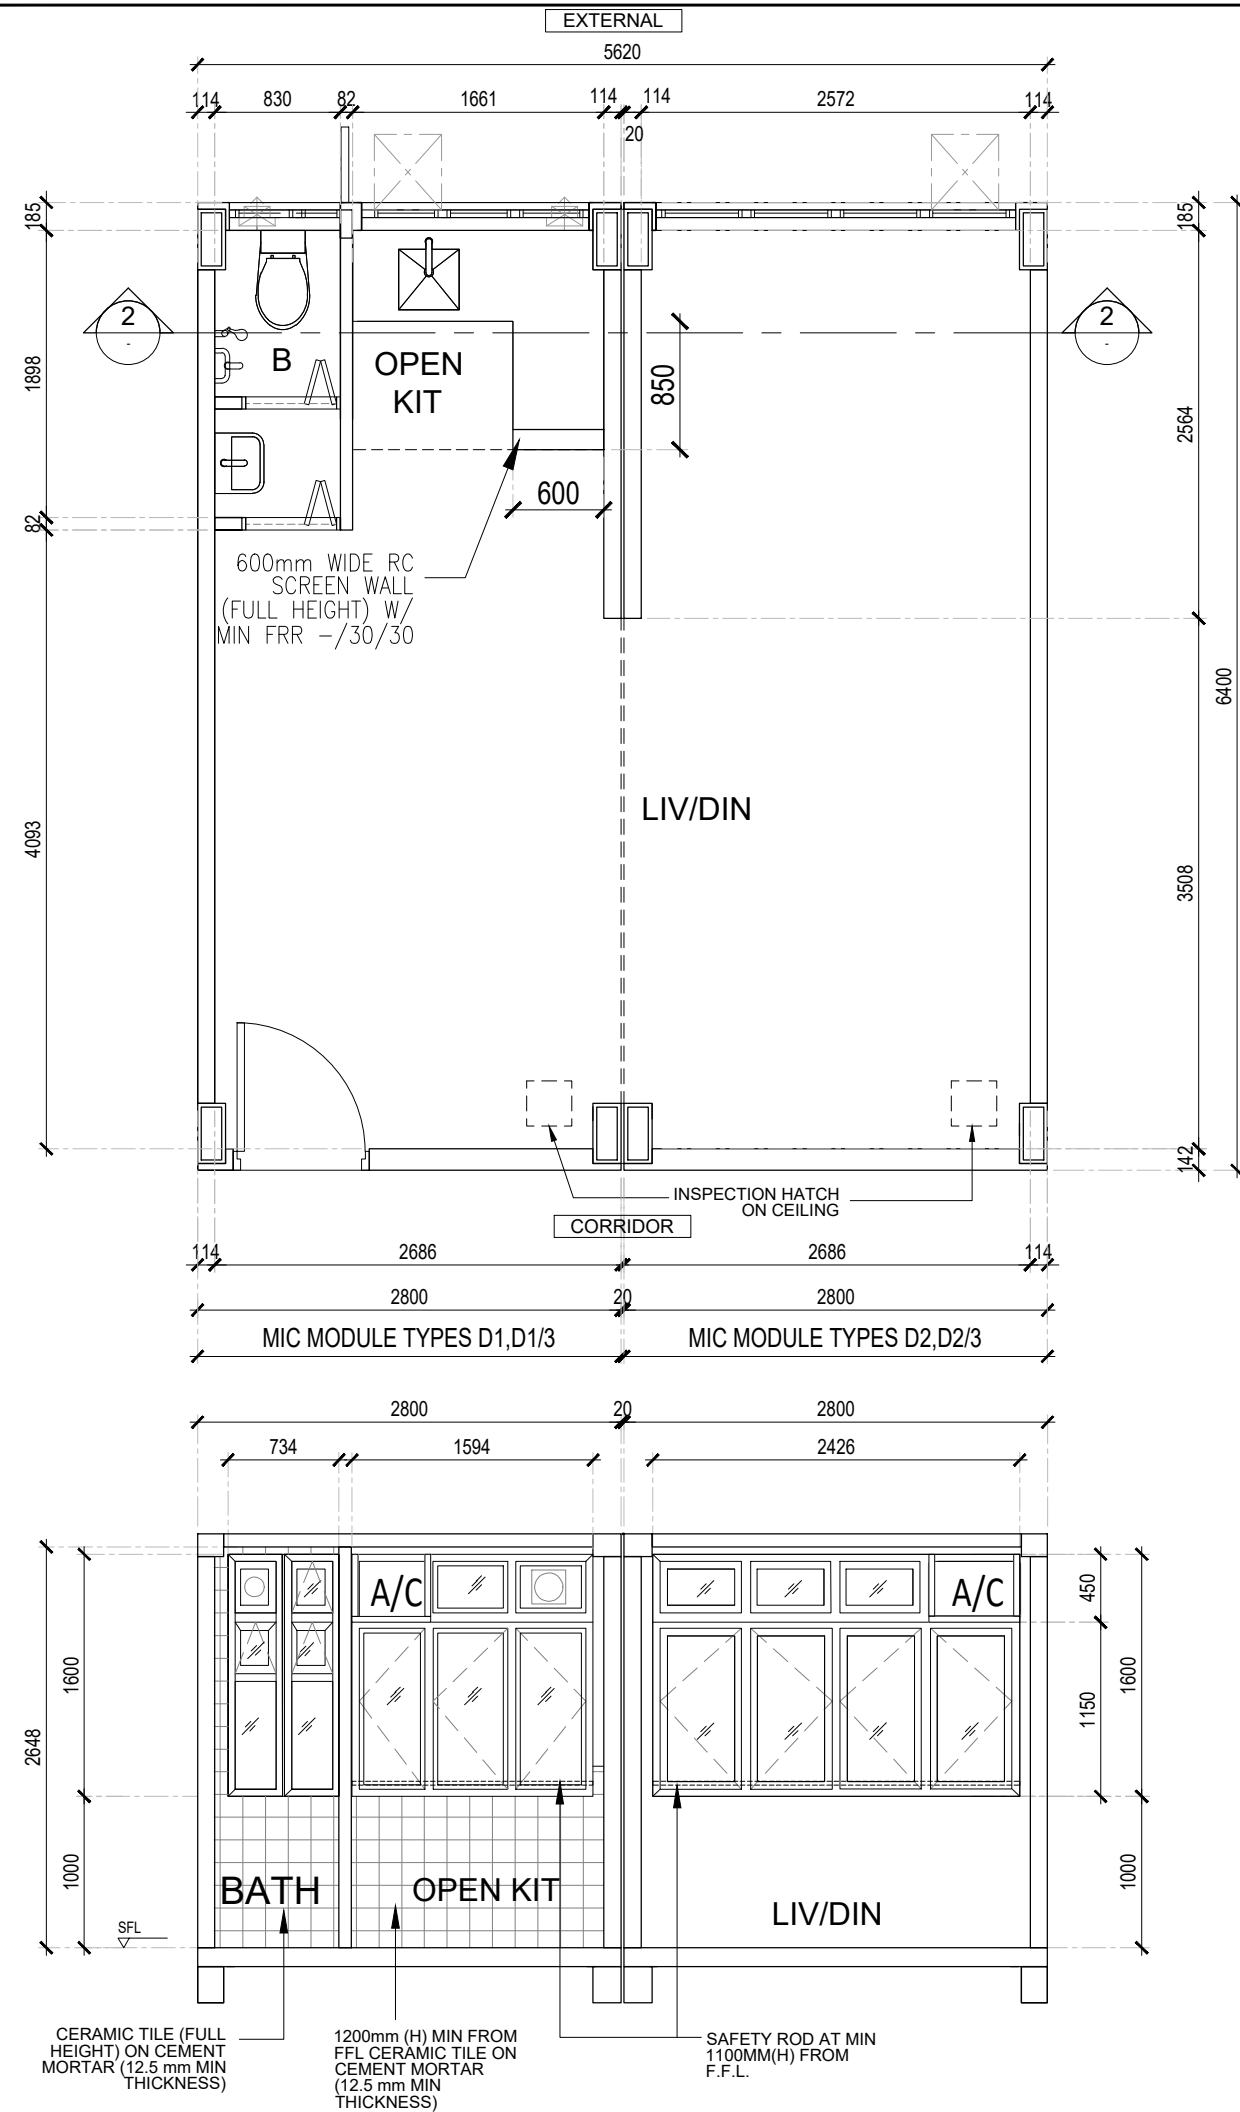 EXTERNAL
5620
114 830 82 1661 114 114 2572 114
20
185 185
2 2
- -
B OPEN
KIT
850
1898
2564
600
82
600mm WIDE RC
SCREEN WALL
(FULL HEIGHT) W/
MIN FRR -/30/30
6400
LIV/DIN
4093
3508
142
INSPECTION HATCH
ON CEILING
CORRIDOR
114 2686 2686 114
2800 20 2800
MIC MODULE TYPES D1,D1/3 MIC MODULE TYPES D2,D2/3
2800 20 2800
734 1594 2426
A/C A/C
450
1600
1150
1600
2648
1000
1000
BATH OPEN KIT
LIV/DIN
SFL
CERAMIC TILE (FULL
HEIGHT) ON CEMENT
MORTAR (12.5 mm MIN
THICKNESS)
1200mm (H) MIN FROM
FFL CERAMIC TILE ON
CEMENT MORTAR
(12.5 mm MIN
THICKNESS)
SAFETY ROD AT MIN
1100MM(H) FROM
F.F.L.